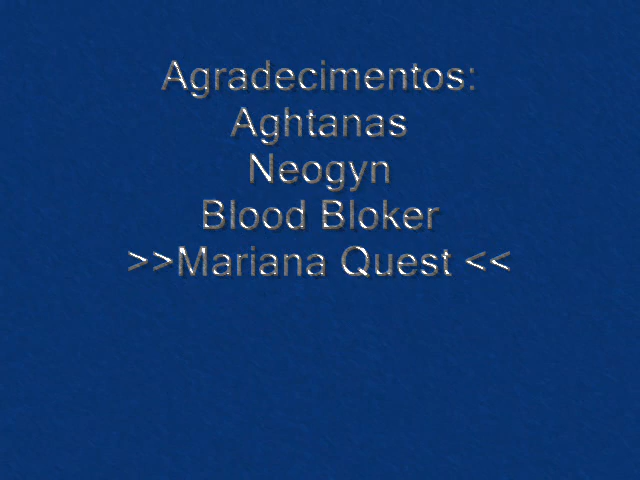 Agradecimentos:
Aghtanas
Neogyn
Blood Bloker
>>Mariana Quest <<